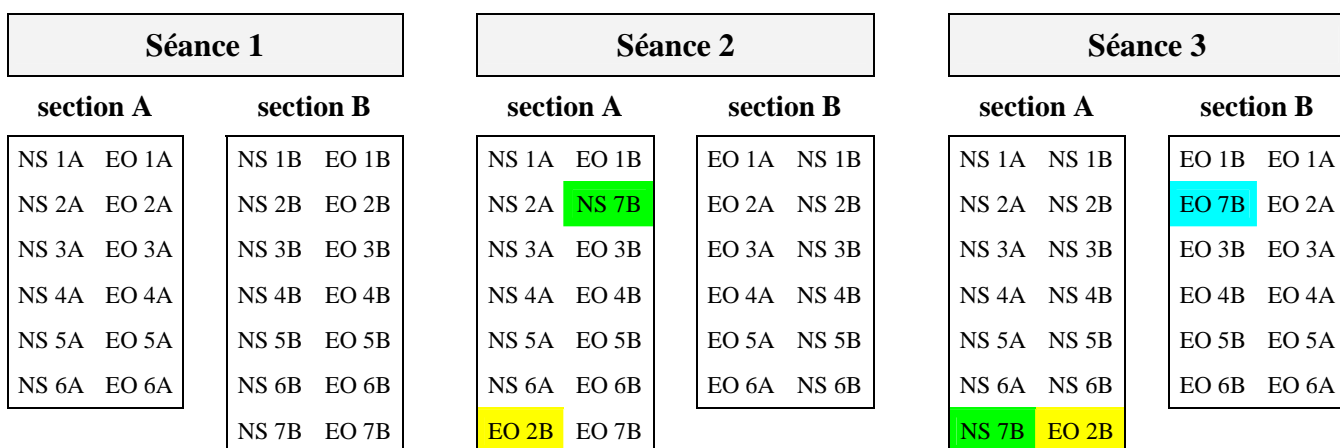 Séance 1 Séance 2 Séance 3
section A section B section A section B section A section B
NS 1A EO 1A NS 1B EO 1B NS 1A EO 1B EO 1A NS 1B NS 1A NS 1B EO 1B EO 1A
NS 2A EO 2A NS 2B EO 2B NS 2A NS 7B EO 2A NS 2B NS 2A NS 2B EO 7B EO 2A
NS 3A EO 3A NS 3B EO 3B NS 3A EO 3B EO 3A NS 3B NS 3A NS 3B EO 3B EO 3A
NS 4A EO 4A NS 4B EO 4B NS 4A EO 4B EO 4A NS 4B NS 4A NS 4B EO 4B EO 4A
NS 5A EO 5A NS 5B EO 5B NS 5A EO 5B EO 5A NS 5B NS 5A NS 5B EO 5B EO 5A
NS 6A EO 6A NS 6B EO 6B NS 6A EO 6B EO 6A NS 6B NS 6A NS 6B EO 6B EO 6A
NS 7B EO 7B EO 2B EO 7B NS 7B EO 2B